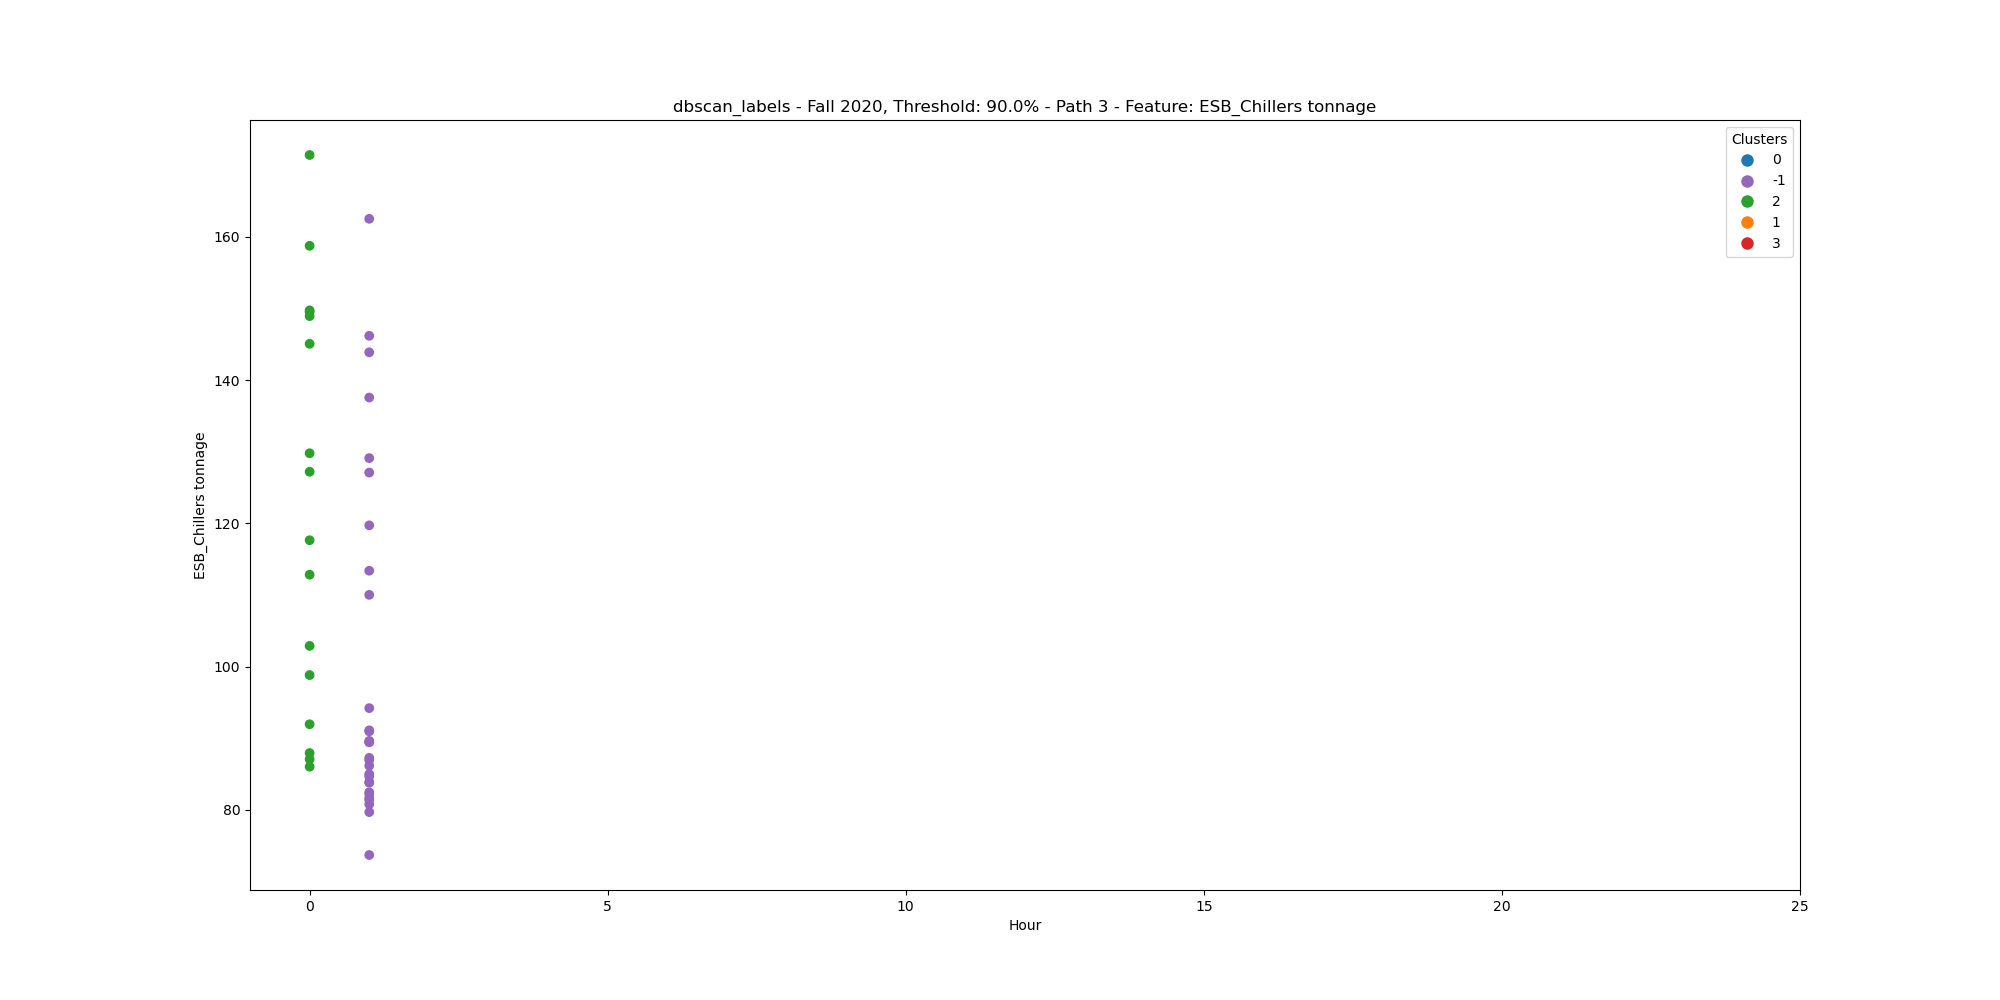 dbscan_labels - Fall 2020, Threshold: 90.0% - Path 3 - Feature: ESB_Chillers tonnage
Clusters
0
-1
2
1
3
160
140
120
100
80
ESB_Chillers tonnage
0 5 10 15 20 25
Hour